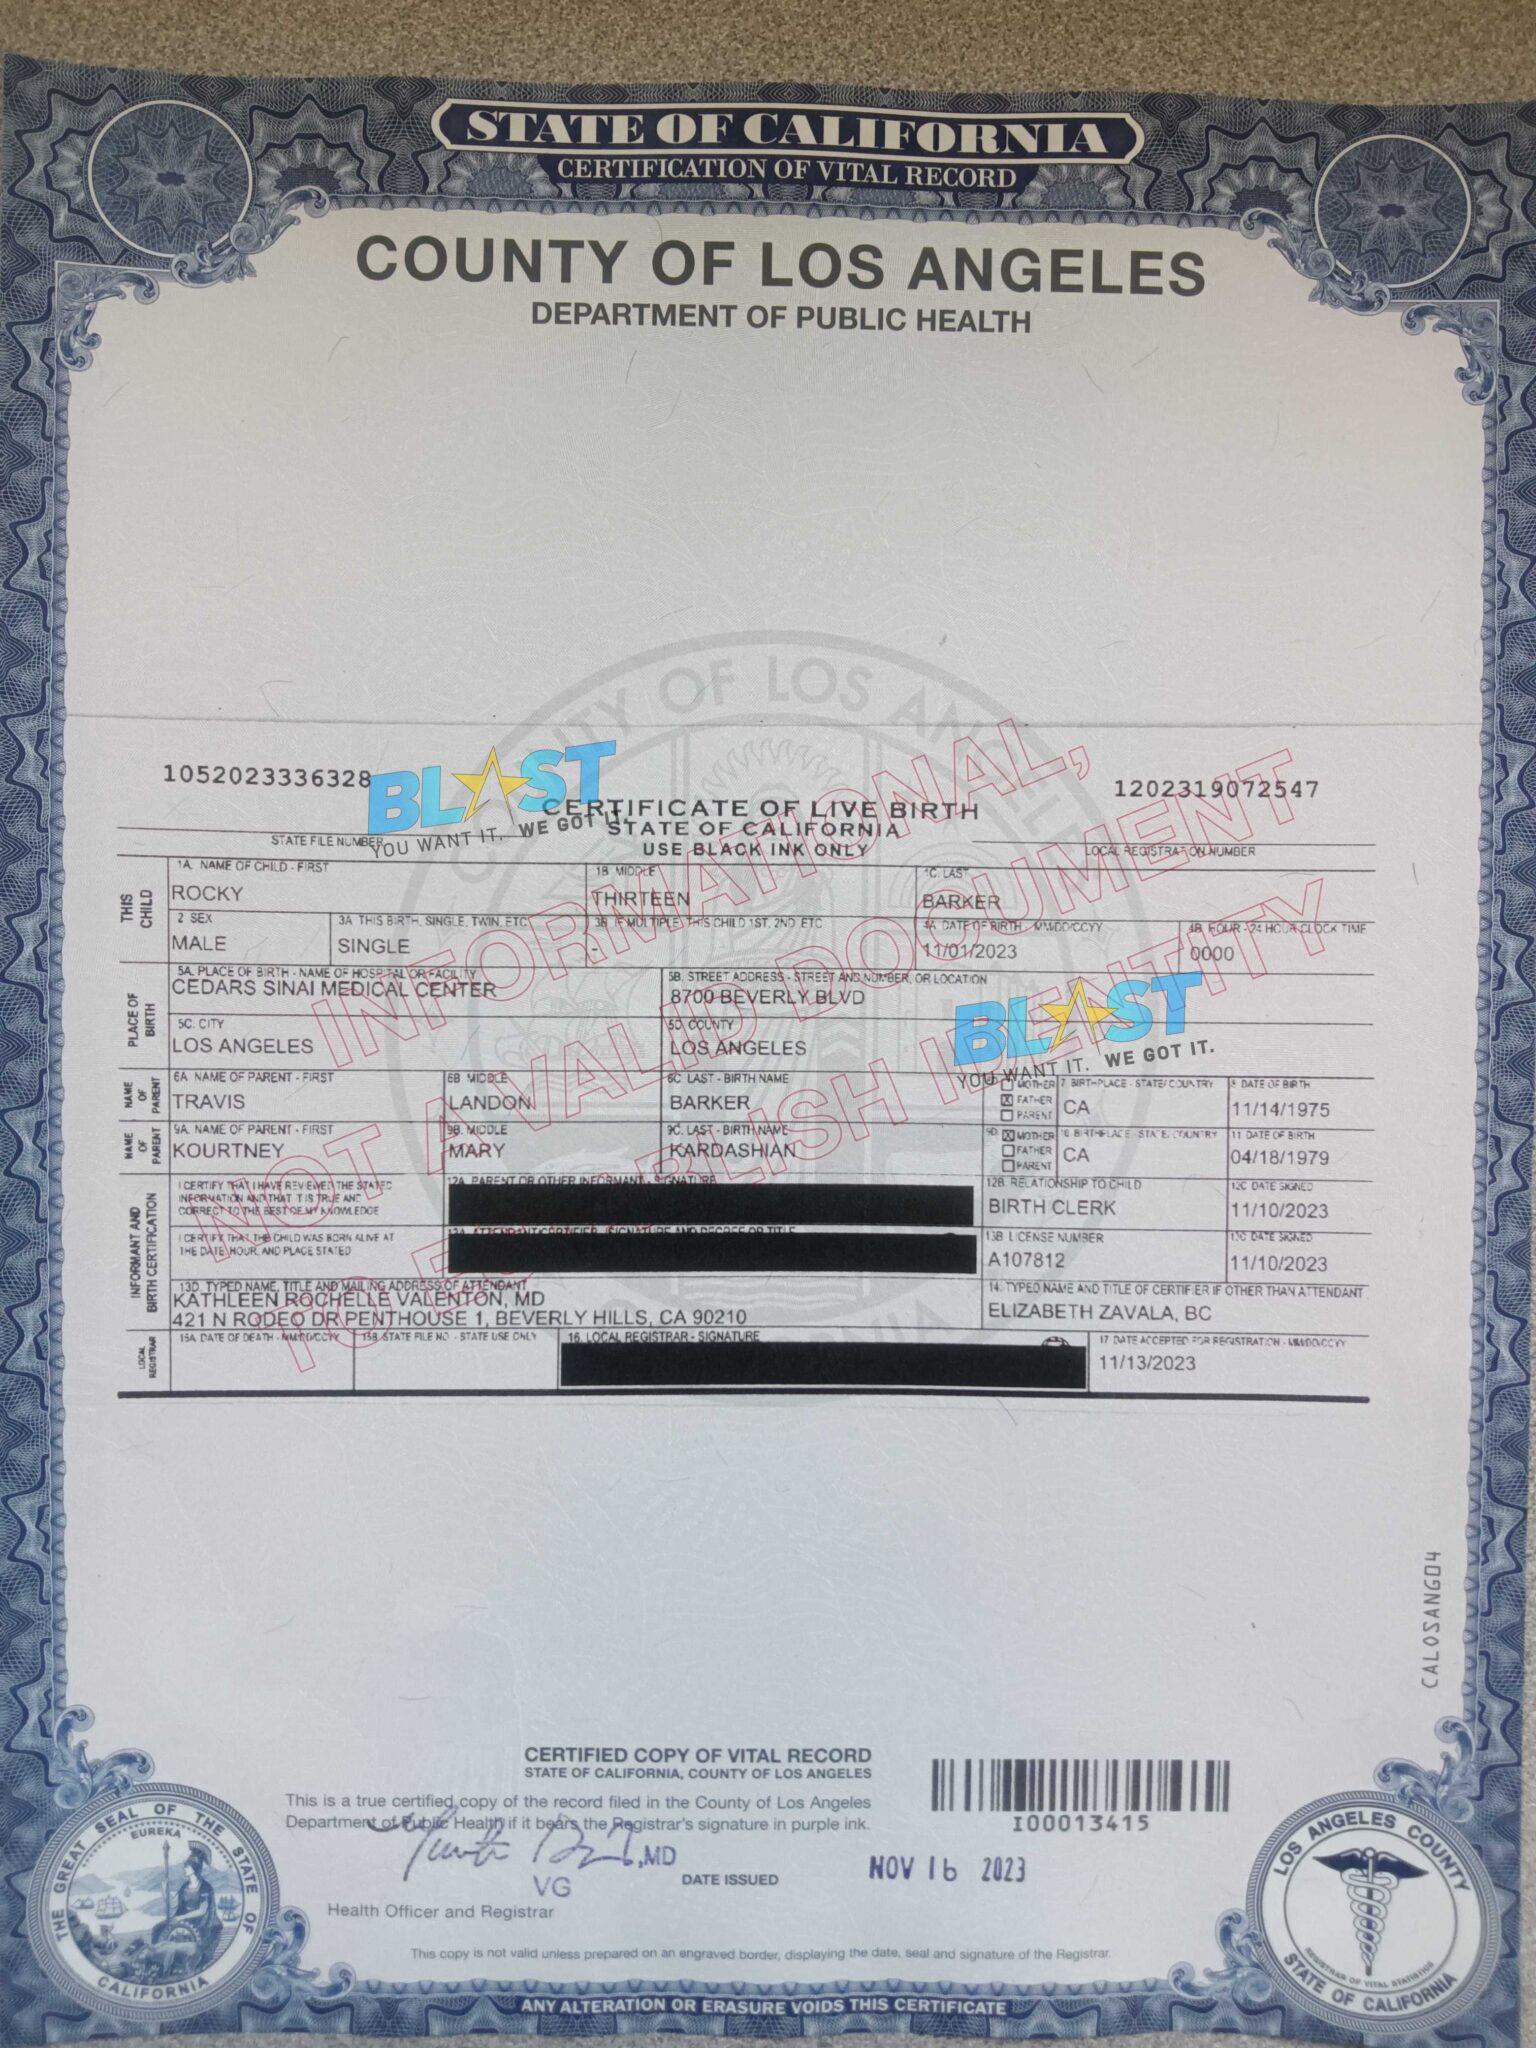 STATE OF CALIFORNIA
CERTIFICATION OF VITAL RECORD
COUNTY OF LOS ANGELES
DEPARTMENT OF PUBLIC HEALTH
COUNTY OF LOS ANGELES
1052023336328
BLAST
YOU WANT IT. WE GOT IT.
1202319072547
CERTIFICATE OF LIVE BIRTH
STATE OF CALIFORNIA
USE BLACK INK ONLY
STATE FILE NUMBER
LOCAL REGISTRATION NUMBER
INFORMATIONAL,
NOT A VALID DOCUMENT
TO ESTABLISH IDENTITY
THIS CHILD
1A. NAME OF CHILD - FIRST
1B MIDDLE
1C. LAST
ROCKY
THIRTEEN
BARKER
2 SEX
3A THIS BIRTH, SINGLE, TWIN, ETC
3B IF MULTIPLE, THIS CHILD 1ST, 2ND, ETC
4A. DATE OF BIRTH - MM/DD/CCYY
4B HOUR - 24 HOUR CLOCK TIME
MALE
SINGLE
-
11/01/2023
0000
PLACE OF BIRTH
5A. PLACE OF BIRTH - NAME OF HOSPITAL OR FACILITY
5B. STREET ADDRESS - STREET AND NUMBER, OR LOCATION
CEDARS SINAI MEDICAL CENTER
8700 BEVERLY BLVD
5C. CITY
5D. COUNTY
LOS ANGELES
LOS ANGELES
BLAST
YOU WANT IT. WE GOT IT.
NAME OF PARENT
6A. NAME OF PARENT - FIRST
6B MIDDLE
6C LAST - BIRTH NAME
MOTHER
X FATHER
PARENT
7 BIRTHPLACE - STATE/COUNTRY
8 DATE OF BIRTH
TRAVIS
LANDON
BARKER
CA
11/14/1975
NAME OF PARENT
9A. NAME OF PARENT - FIRST
9B. MIDDLE
9C. LAST - BIRTH NAME
9D. X MOTHER
FATHER
PARENT
10 BIRTHPLACE - STATE/COUNTRY
11 DATE OF BIRTH
KOURTNEY
MARY
KARDASHIAN
CA
04/18/1979
INFORMANT AND BIRTH CERTIFICATION
I CERTIFY THAT I HAVE REVIEWED THE STATED
INFORMATION AND THAT IT IS TRUE AND
CORRECT TO THE BEST OF MY KNOWLEDGE
12A. PARENT OR OTHER INFORMANT - SIGNATURE
12B. RELATIONSHIP TO CHILD
12C DATE SIGNED
BIRTH CLERK
11/10/2023
I CERTIFY THAT THE CHILD WAS BORN ALIVE AT
THE DATE, HOUR, AND PLACE STATED
13A. ATTENDANT/CERTIFIER - SIGNATURE AND DEGREE OR TITLE
13B LICENSE NUMBER
13C DATE SIGNED
A107812
11/10/2023
13D. TYPED NAME, TITLE AND MAILING ADDRESS OF ATTENDANT
14. TYPED NAME AND TITLE OF CERTIFIER IF OTHER THAN ATTENDANT
KATHLEEN ROCHELLE VALENTON, MD
421 N RODEO DR PENTHOUSE 1, BEVERLY HILLS, CA 90210
ELIZABETH ZAVALA, BC
LOCAL REGISTRAR
15A DATE OF DEATH - MM/DD/CCYY
15B STATE FILE NO - STATE USE ONLY
16. LOCAL REGISTRAR - SIGNATURE
17 DATE ACCEPTED FOR REGISTRATION - MM/DD/CCYY
11/13/2023
CALOSANG04
CERTIFIED COPY OF VITAL RECORD
STATE OF CALIFORNIA, COUNTY OF LOS ANGELES
This is a true certified copy of the record filed in the County of Los Angeles
Department of Public Health if it bears the Registrar's signature in purple ink.
I00013415
,MD
VG
DATE ISSUED
NOV 16 2023
Health Officer and Registrar
This copy is not valid unless prepared on an engraved border, displaying the date, seal and signature of the Registrar.
THE GREAT SEAL OF THE STATE OF CALIFORNIA
EUREKA
LOS ANGELES COUNTY
REGISTRAR OF VITAL STATISTICS
STATE OF CALIFORNIA
ANY ALTERATION OR ERASURE VOIDS THIS CERTIFICATE